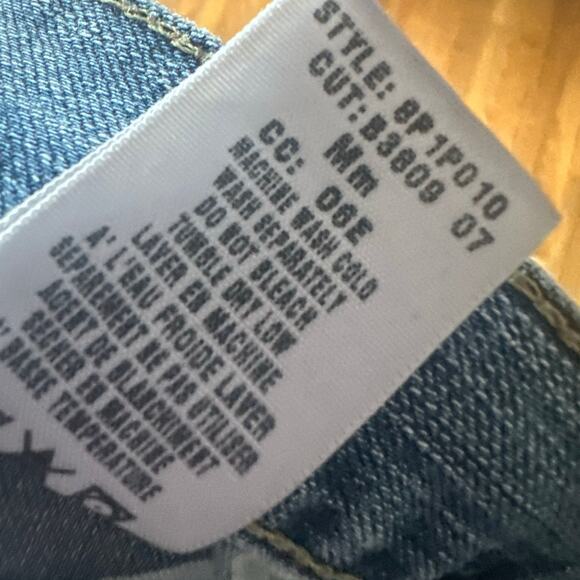 STYLE: 8P1P010
CUT: B3609 07
Mm
CC: 06E
MACHINE WASH COLD
WASH SEPARATELY
DO NOT BLEACH
TUMBLE DRY LOW
LAVER EN MACHINE
A' L'EAU FROIDE LAVER
SEPAREMENT NE PAS UTILISER
AGENT DE BLANCHIMENT
SECHER EN MACHINE
A' BASSE TEMPERATURE